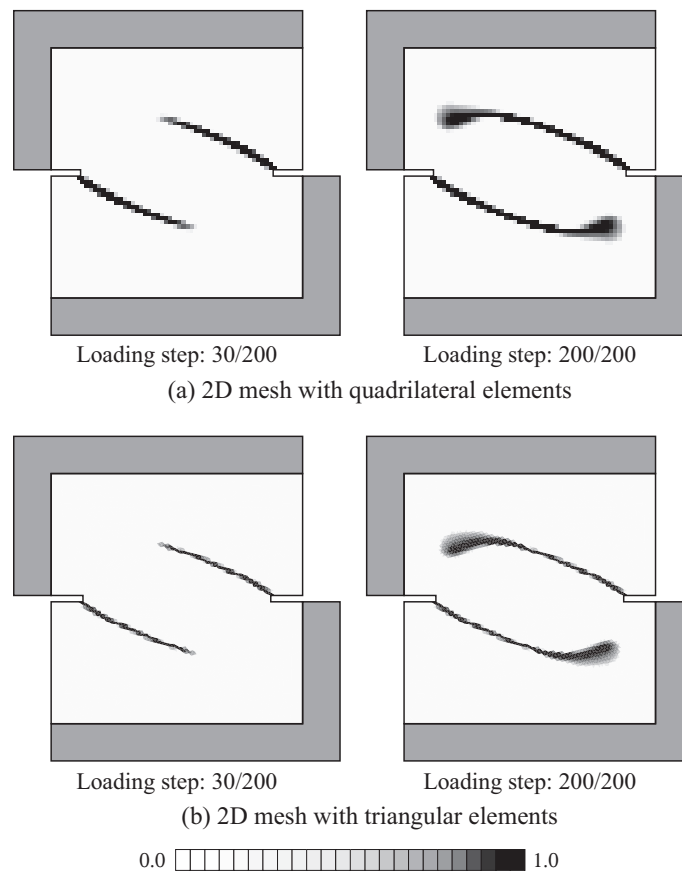 Loading step: 30/200
Loading step: 200/200
(a) 2D mesh with quadrilateral elements
Loading step: 30/200
Loading step: 200/200
(b) 2D mesh with triangular elements
0.0 1.0